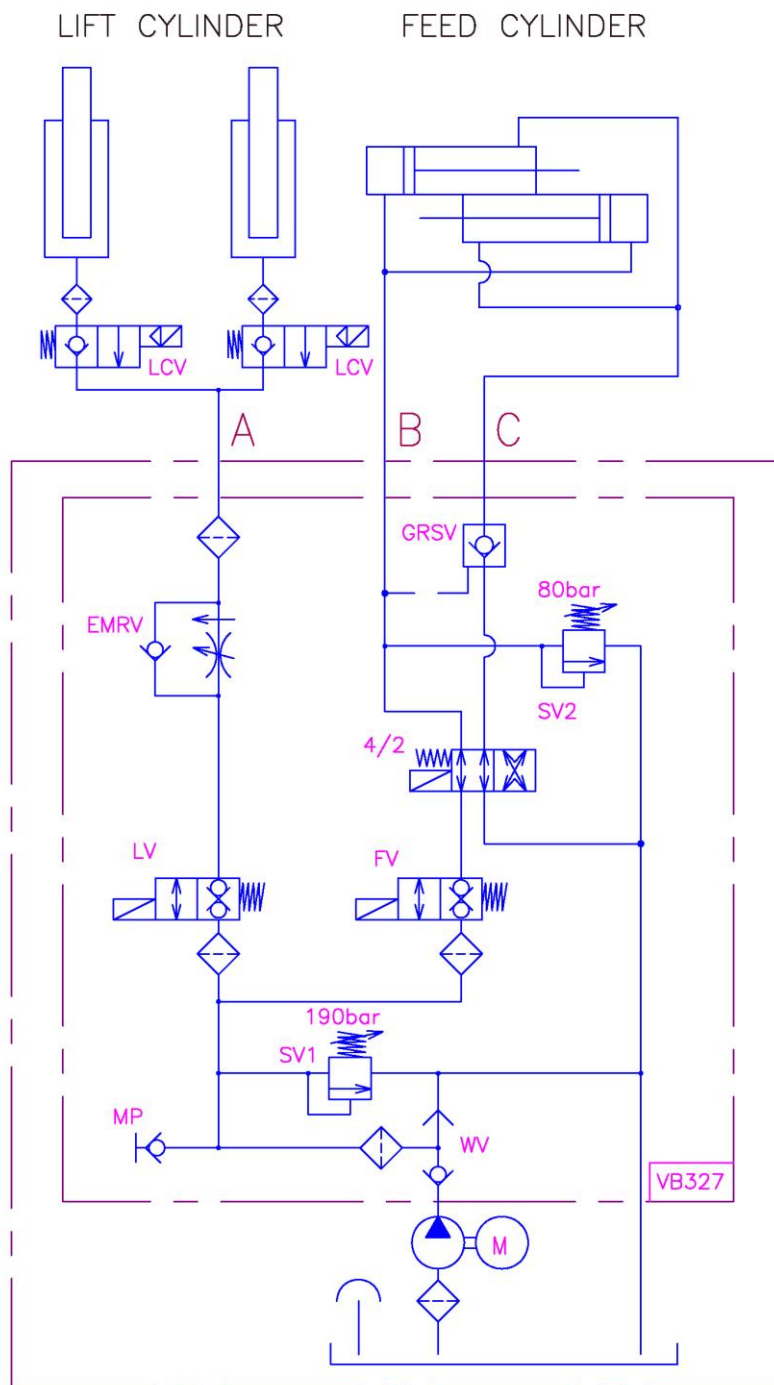 LIFT CYLINDER FEED CYLINDER
LCV LCV
A B C
GRSV
80bar
EMRV
SV2
4/2
LV FV
190bar
SV1
MP WV
VB327
M